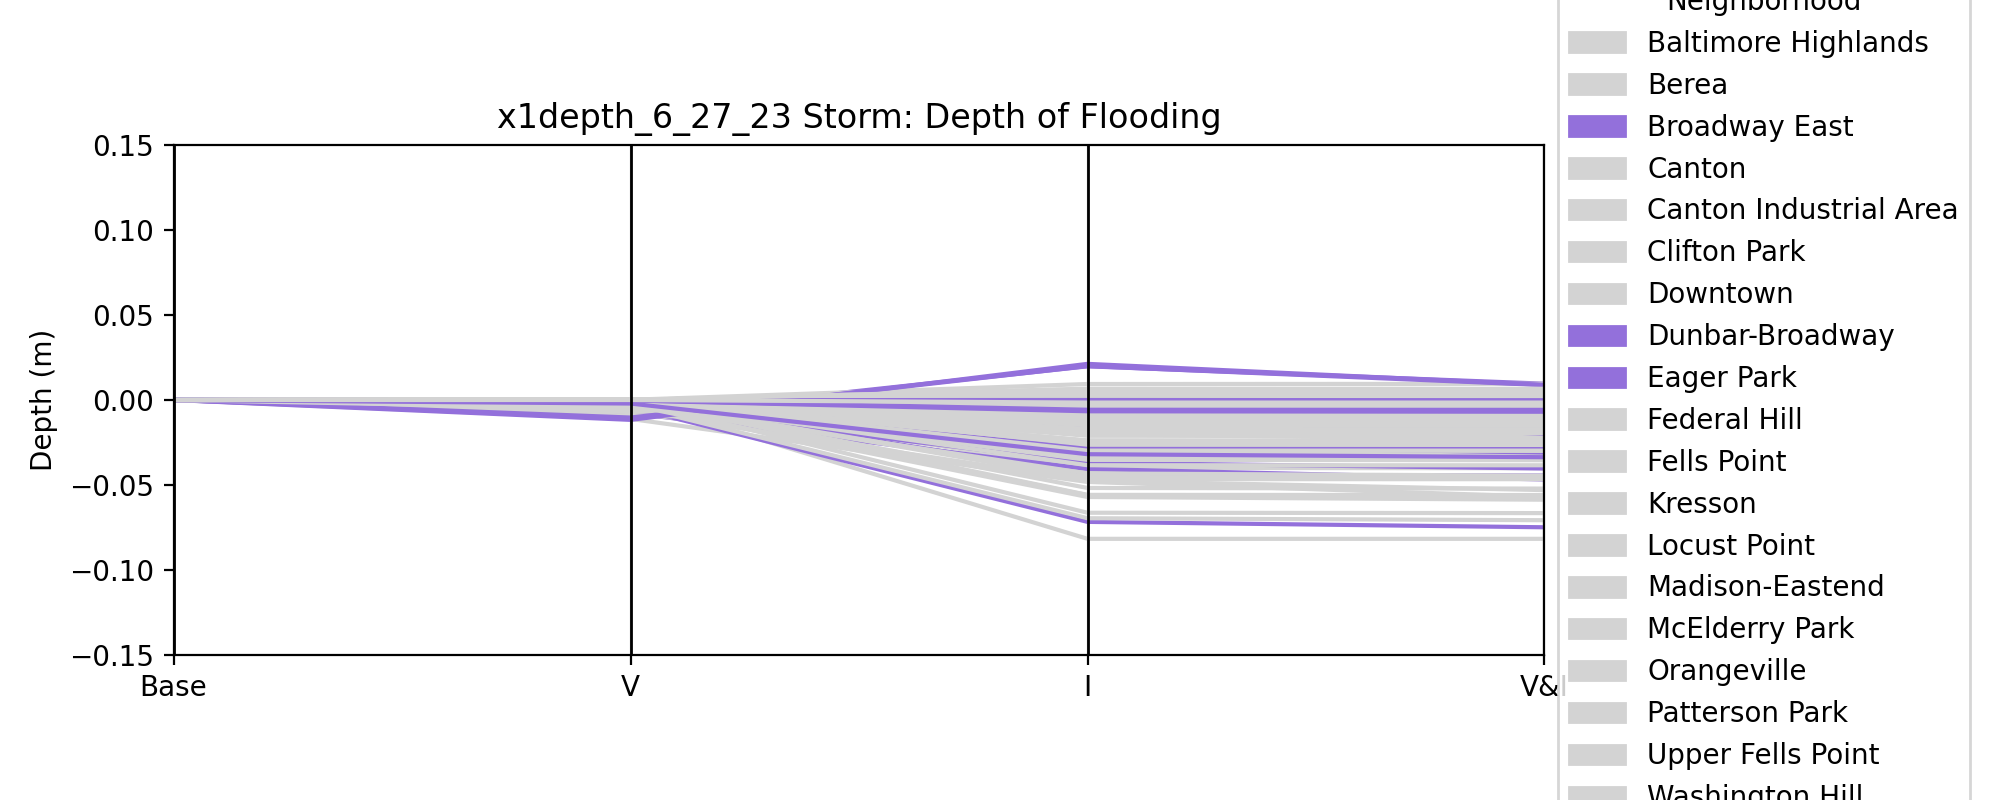 Neighborhood
Baltimore Highlands
Berea
Broadway East
Canton
Canton Industrial Area
Clifton Park
Downtown
Dunbar-Broadway
Eager Park
Federal Hill
Fells Point
Kresson
Locust Point
Madison-Eastend
McElderry Park
Orangeville
Patterson Park
Upper Fells Point
Washington Hill
x1depth_6_27_23 Storm: Depth of Flooding
Depth (m)
0.15
0.10
0.05
0.00
−0.05
−0.10
−0.15
Base V I V&I